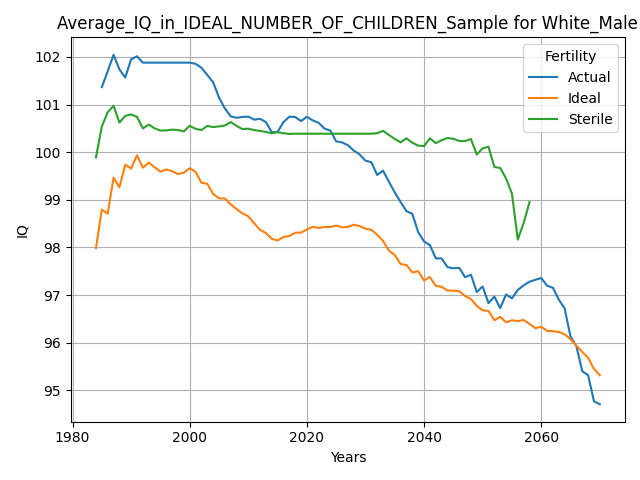 Average_IQ_in_IDEAL_NUMBER_OF_CHILDREN_Sample for White_Male
Fertility
Actual
Ideal
Sterile
102
101
100
99
98
97
96
95
IQ
1980
2000
2020
2040
2060
Years